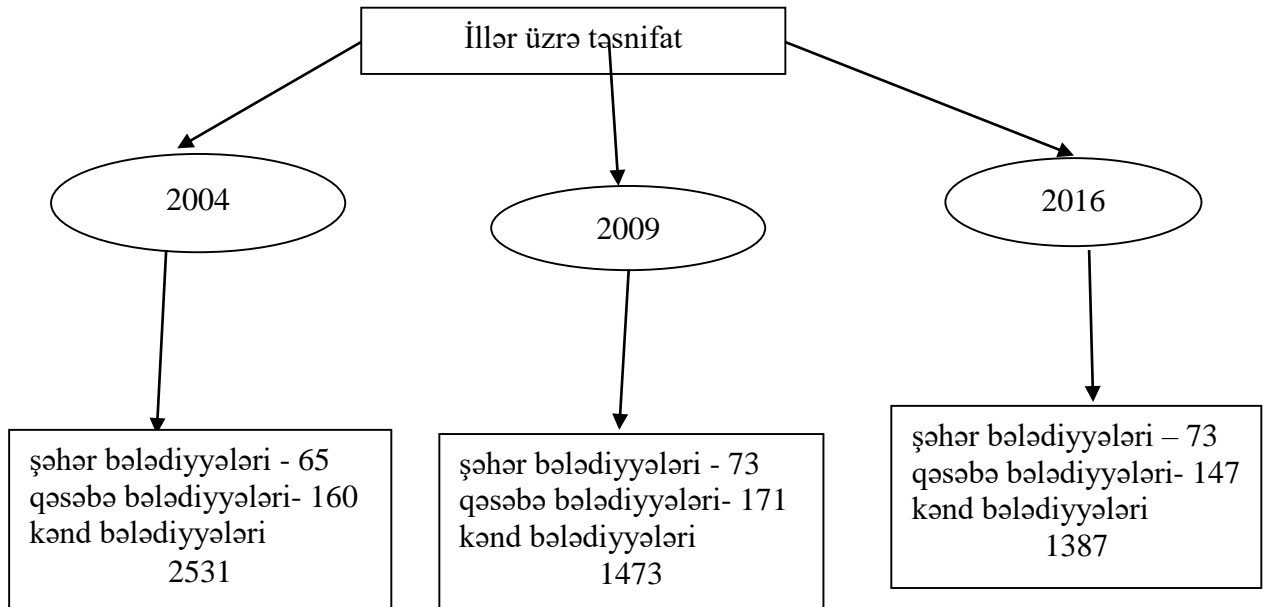 İllər üzrə təsnifat
2004
2009
2016
şəhər bələdiyyələri - 65
qəsəbə bələdiyyələri- 160
kənd bələdiyyələri
2531
şəhər bələdiyyələri - 73
qəsəbə bələdiyyələri- 171
kənd bələdiyyələri
1473
şəhər bələdiyyələri – 73
qəsəbə bələdiyyələri- 147
kənd bələdiyyələri
1387